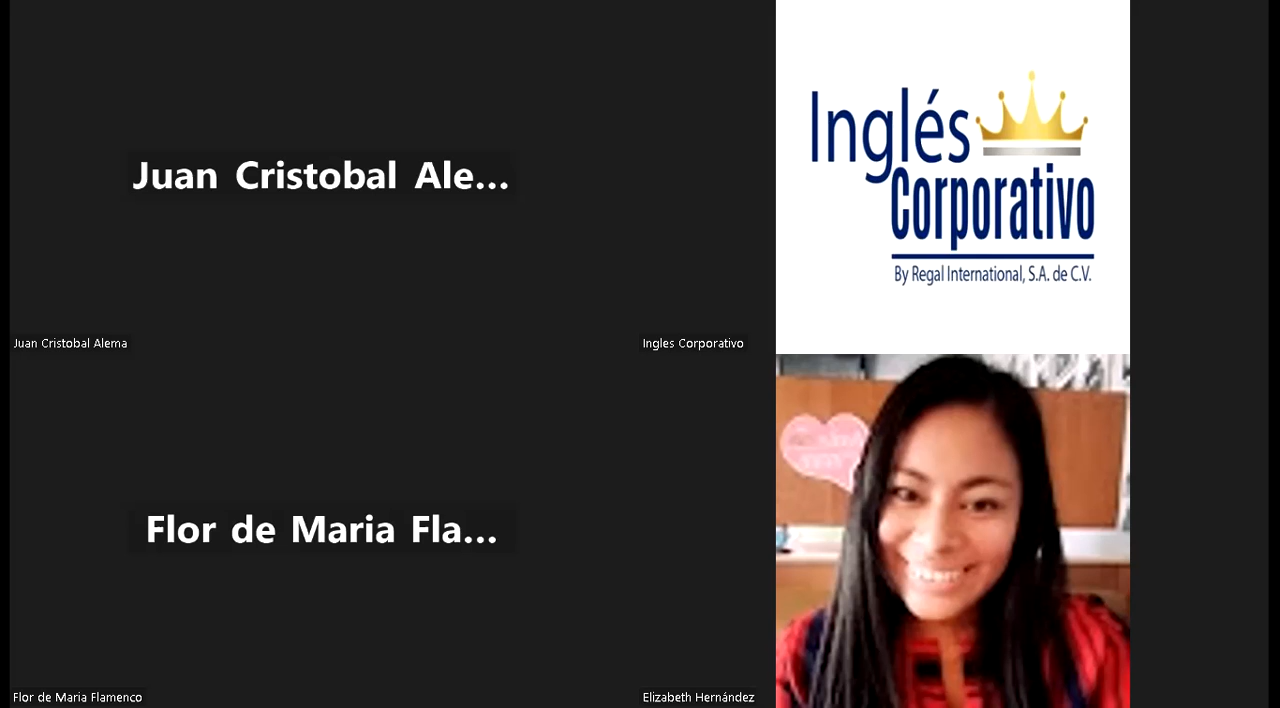 Juan Cristobal Ale...
Juan Cristobal Alema
Inglés
Corporativo
By Regal International, S.A. de C.V.
Ingles Corporativo
Flor de Maria Fla...
Flor de Maria Flamenco
Elizabeth Hernández